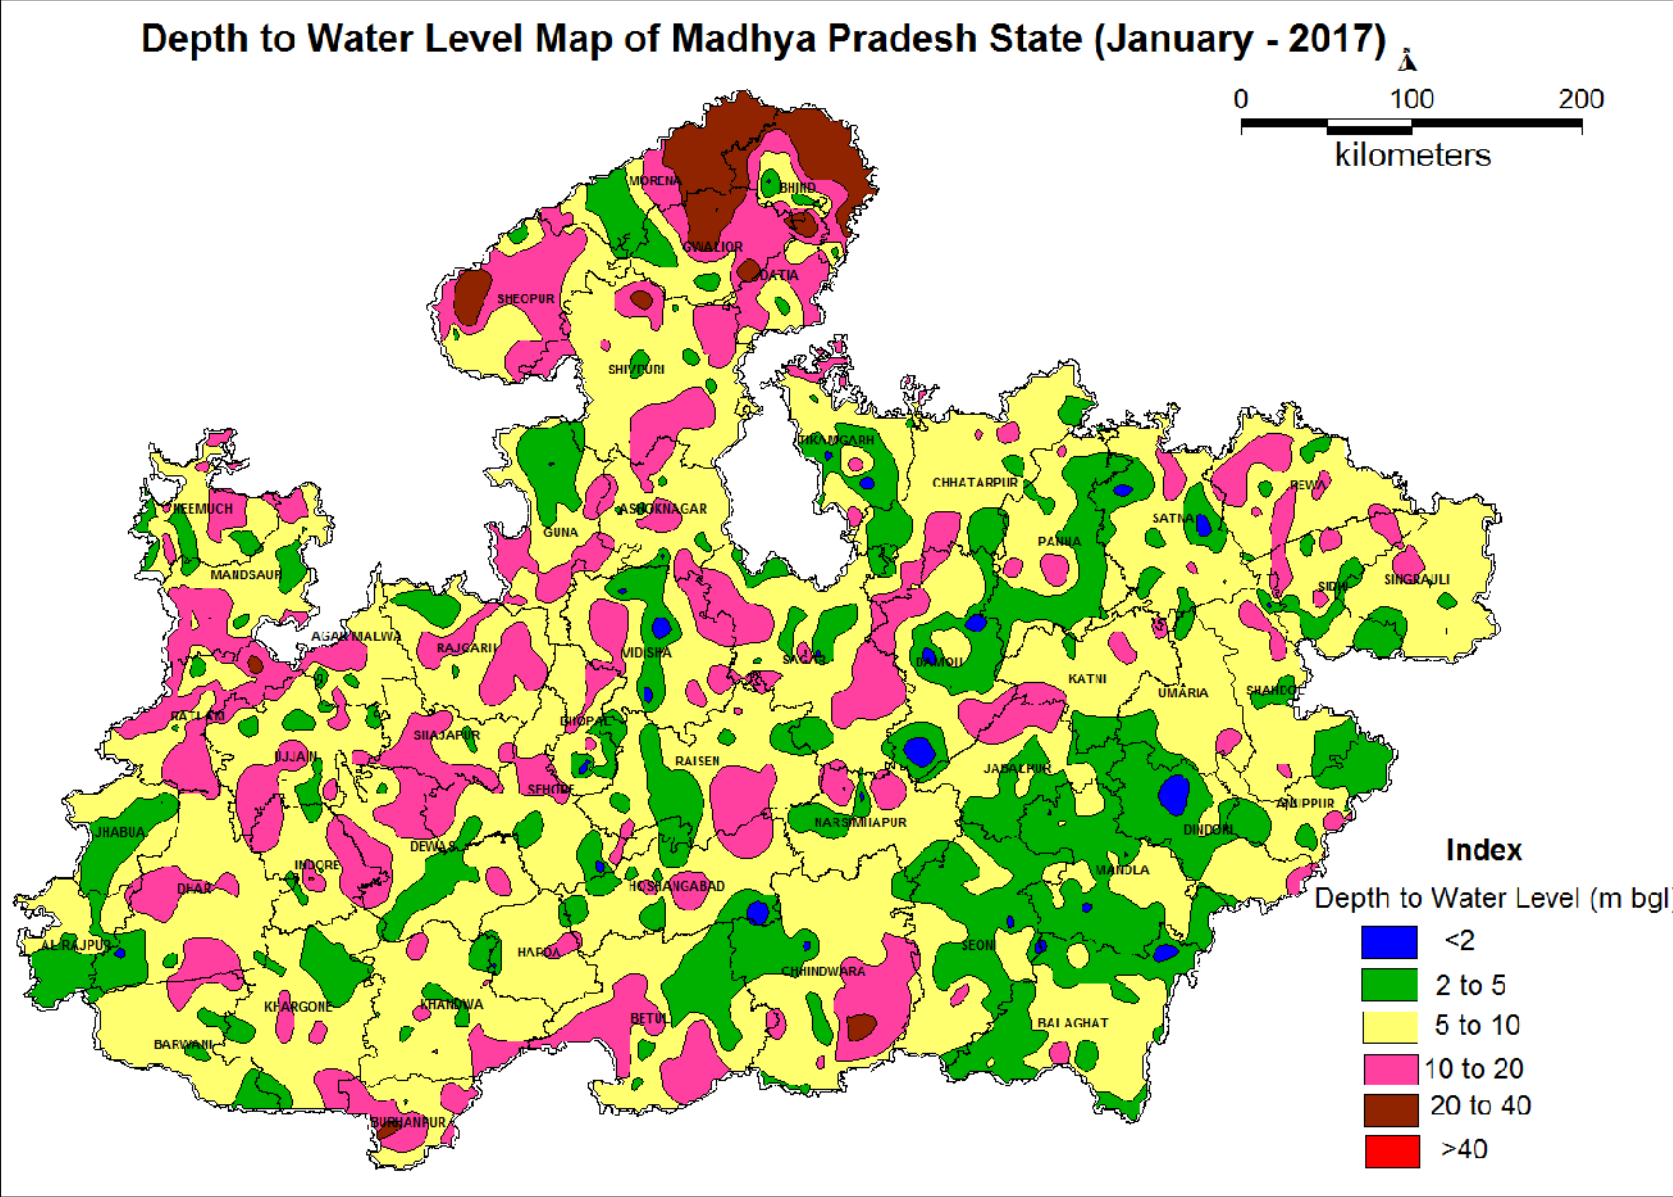 Depth to Water Level Map of Madhya Pradesh State (January - 2017)
0 100 200
kilometers
MORENA
BHIND
GWALIOR
DATIA
SHEOPUR
SHIVPURI
TIKAMGARH
CHHATARPUR
REWA
NEEMUCH
ASHOKNAGAR
SATNA
GUNA
PANNA
MANDSAUR
SIDHI
SINGRAULI
AGAR MALWA
RAJGARH
VIDISHA
SAGAR
DAMOH
KATNI
UMARIA
SHAHDO
RATLAM
BHOPAL
SHAJAPUR
UJJAIN
RAISEN
JABALPUR
SEHORE
ANUPPUR
JHABUA
NARSIMHAPUR
DINDORI
DEWAS
INDORE
MANDLA
DHAR
HOSHANGABAD
ALIRAJPUR
HARDA
SEONI
CHHINDWARA
KHARGONE
KHANDWA
BETUL
BALAGHAT
BARWANI
BURHANPUR
Index
Depth to Water Level (m bgl)
<2
2 to 5
5 to 10
10 to 20
20 to 40
>40